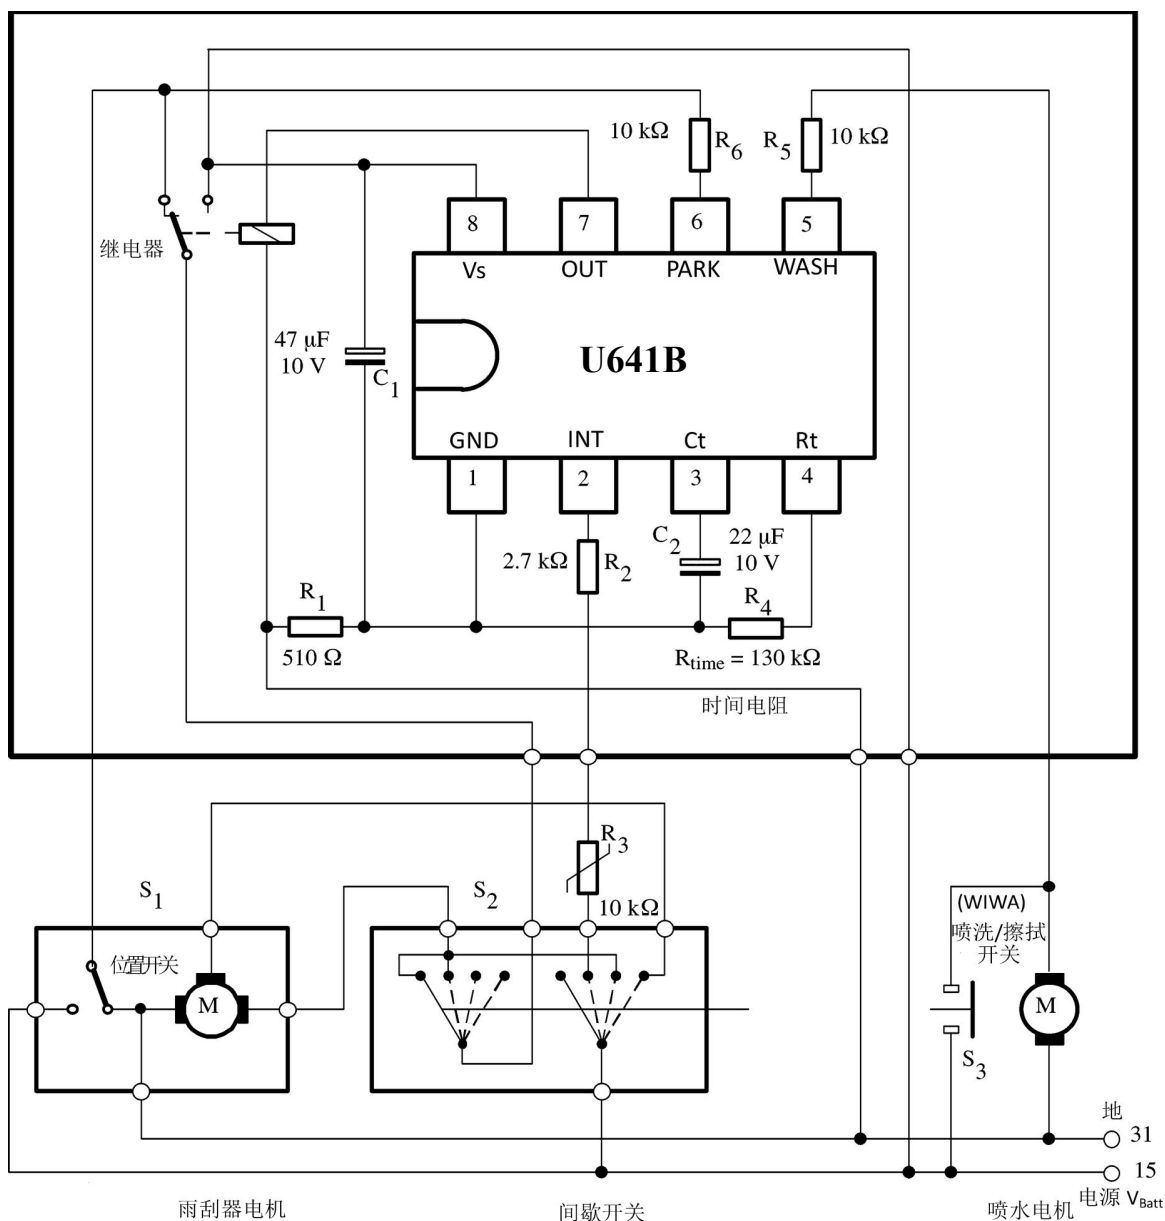 10 kΩ
R6
R5
10 kΩ
8
7
6
5
继电器
Vs
OUT
PARK
WASH
47 µF
10 V
C1
U641B
GND
INT
Ct
Rt
1
2
3
4
2.7 kΩ
R2
C2
22 µF
10 V
R1
510 Ω
R4
Rtime = 130 kΩ
时间电阻
R3
10 kΩ
S1
S2
(WIWA)
喷洗/擦拭
开关
位置开关
M
M
S3
地
31
15
电源 VBatt
雨刮器电机
间歇开关
喷水电机